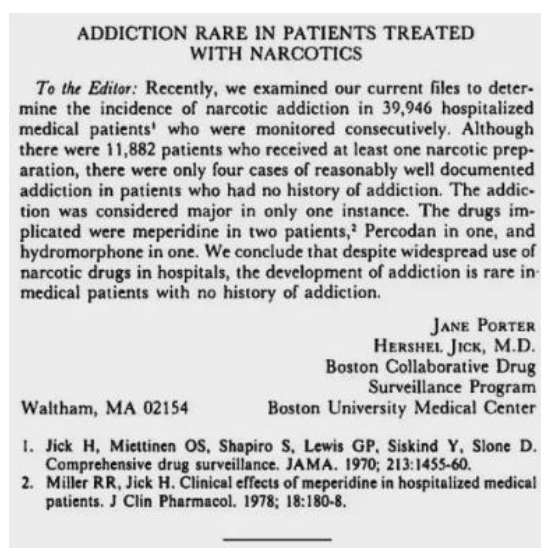 ADDICTION RARE IN PATIENTS TREATED
WITH NARCOTICS
To the Editor: Recently, we examined our current files to deter-
mine the incidence of narcotic addiction in 39,946 hospitalized
medical patients¹ who were monitored consecutively. Although
there were 11,882 patients who received at least one narcotic prep-
aration, there were only four cases of reasonably well documented
addiction in patients who had no history of addiction. The addic-
tion was considered major in only one instance. The drugs im-
plicated were meperidine in two patients,² Percodan in one, and
hydromorphone in one. We conclude that despite widespread use of
narcotic drugs in hospitals, the development of addiction is rare in
medical patients with no history of addiction.
JANE PORTER
HERSHEL JICK, M.D.
Boston Collaborative Drug
Surveillance Program
Waltham, MA 02154 Boston University Medical Center
1. Jick H, Miettinen OS, Shapiro S, Lewis GP, Siskind Y, Slone D.
Comprehensive drug surveillance. JAMA. 1970; 213:1455-60.
2. Miller RR, Jick H. Clinical effects of meperidine in hospitalized medical
patients. J Clin Pharmacol. 1978; 18:180-8.